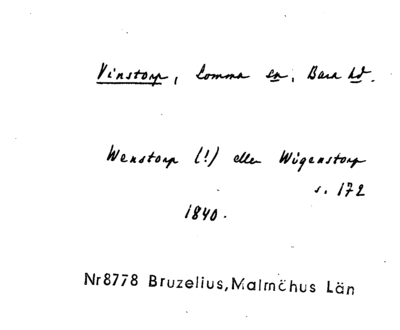 Vinstorp, Lomma sn, Bara hd.
Wenstorp (!) eller Wigenstorp
s. 172
1840.
Nr8778 Bruzelius, Malmöhus Län